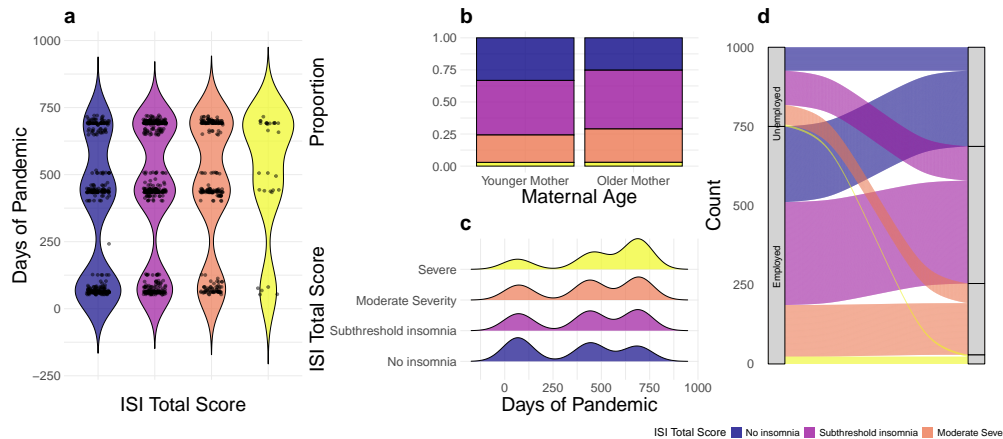 a
Days of Pandemic
1000
750
500
250
0
−250
ISI Total Score
b
Proportion
1.00
0.75
0.50
0.25
0.00
Younger Mother
Older Mother
Maternal Age
c
ISI Total Score
Severe
Moderate Severity
Subthreshold insomnia
No insomnia
0
250
500
750
1000
Days of Pandemic
d
Count
1000
750
500
250
0
Unemployed
Employed
ISI Total Score No insomnia Subthreshold insomnia Moderate Seve